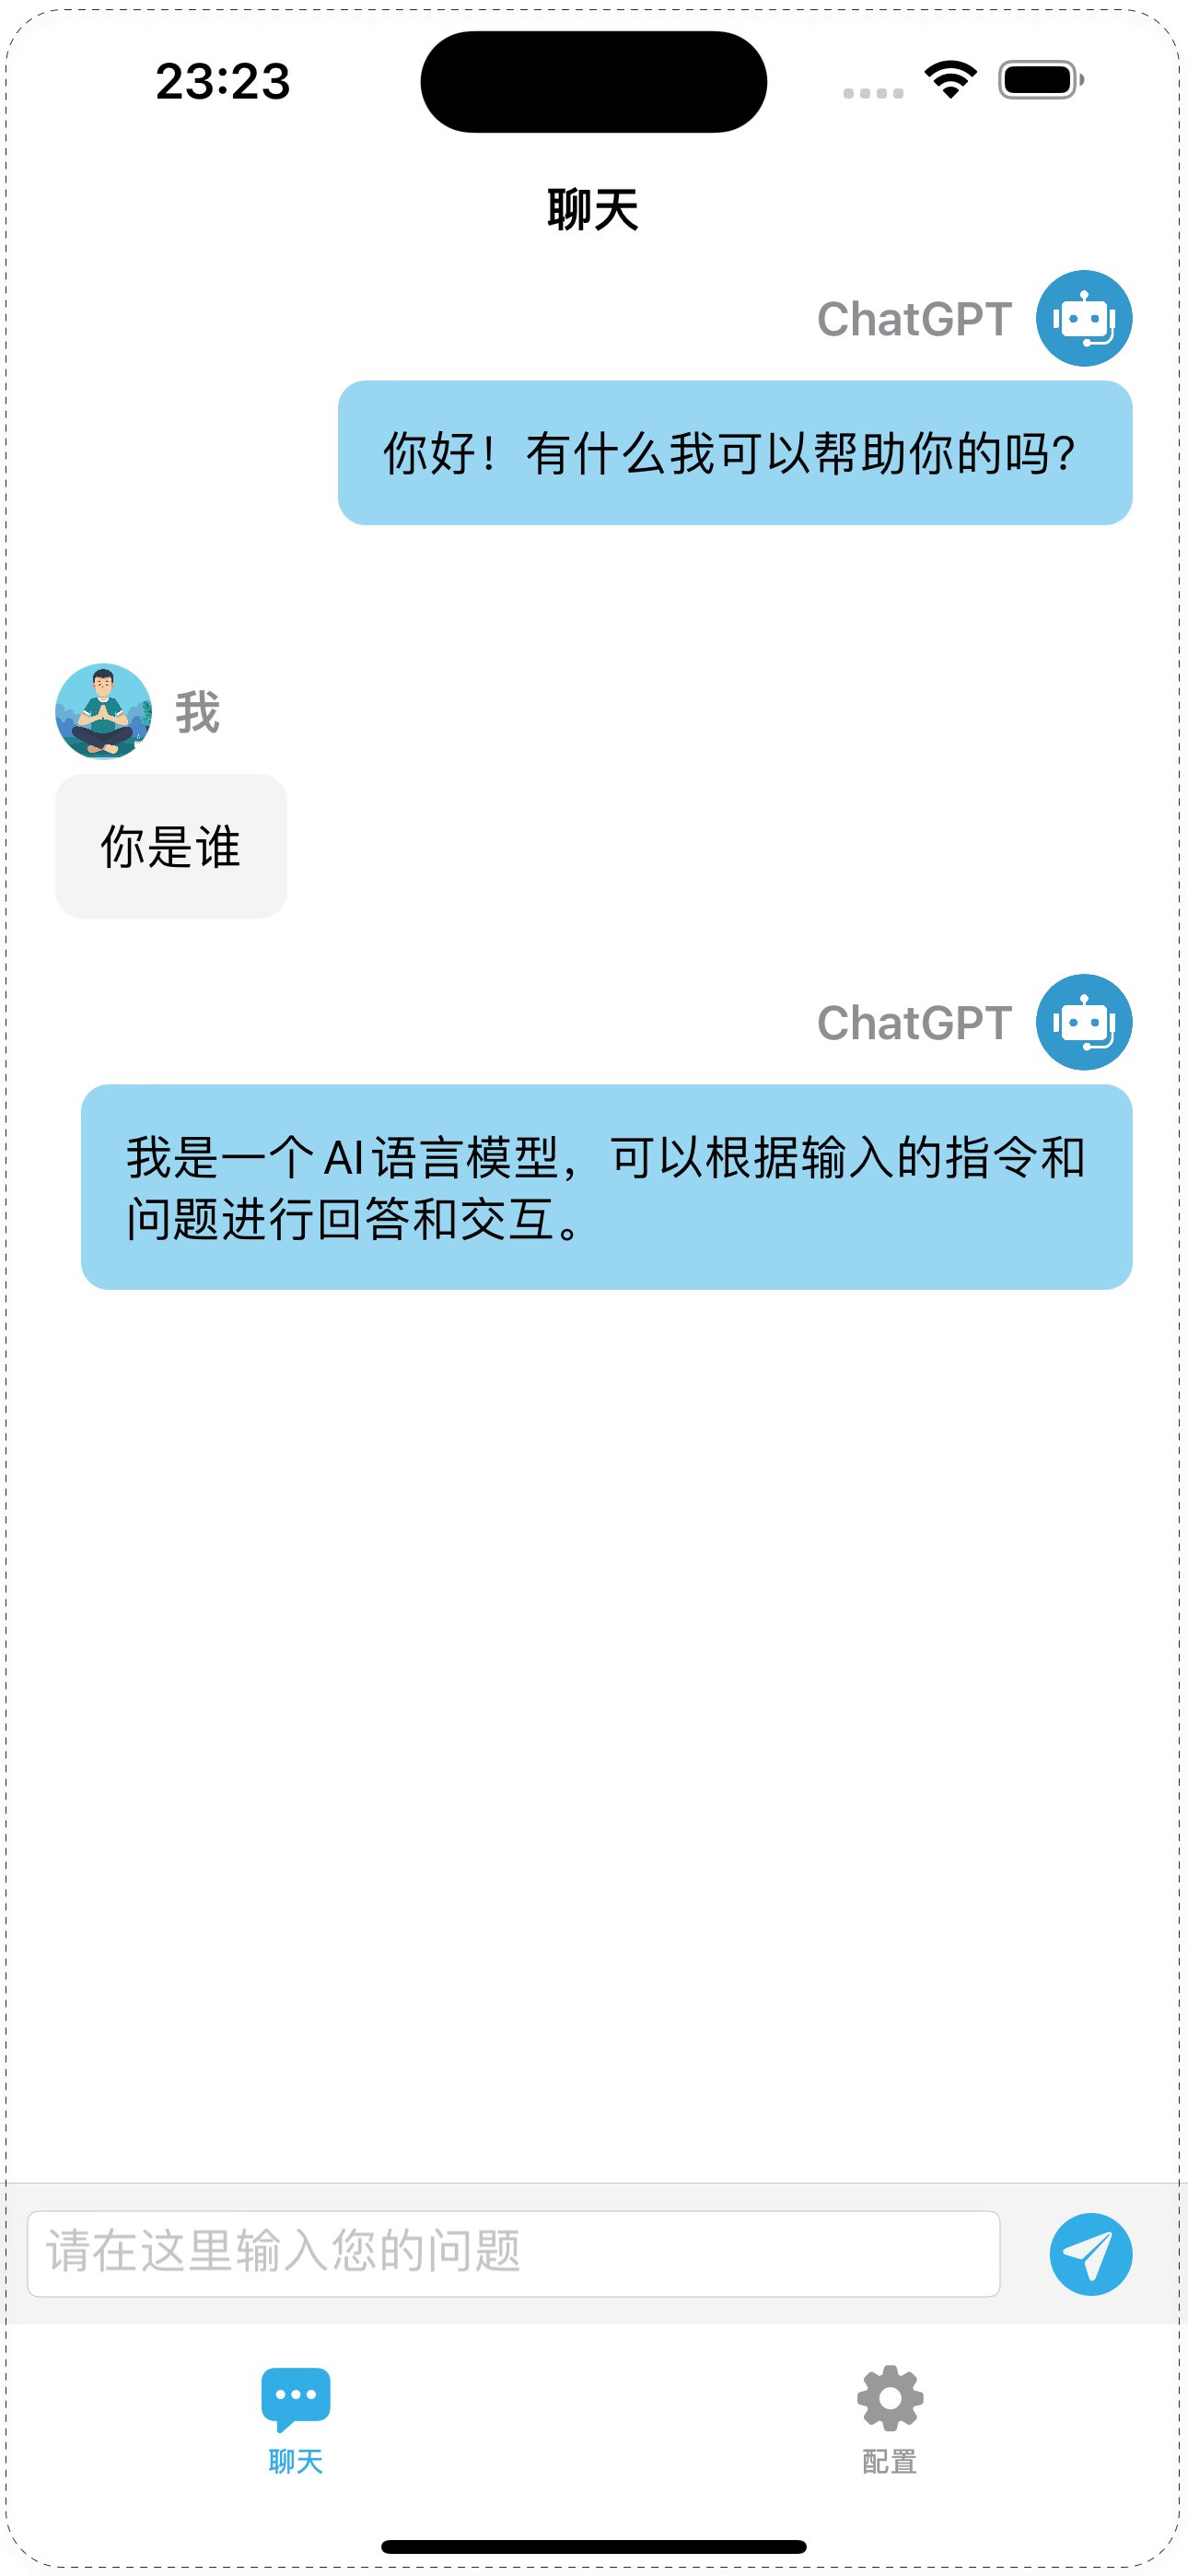 23:23
聊天
ChatGPT
你好！有什么我可以帮助你的吗?
我
你是谁
ChatGPT
我是一个 AI 语言模型，可以根据输入的指令和
问题进行回答和交互。
请在这里输入您的问题
聊天
配置